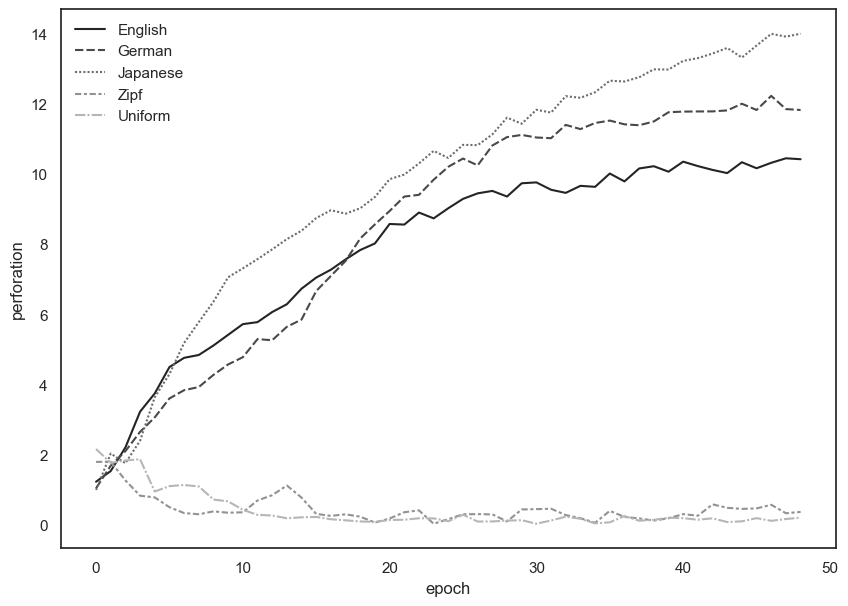 14
12
10
8
6
4
2
0
perforation
English
German
Japanese
Zipf
Uniform
0 10 20 30 40 50
epoch